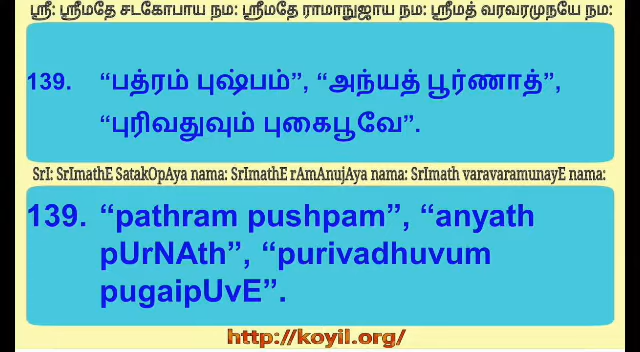 ஸ்ரீ: ஸ்ரீமதே சடகோபாய நம: ஸ்ரீமதே ராமாநுஜாய நம: ஸ்ரீமத் வரவரமுநயே நம:
139. “பத்ரம் புஷ்பம்”, “அந்யத் பூர்ணாத்”,
“புரிவதுவும் புகைபூவே”.
SrI: SrImathE SatakOpAya nama: SrImathE rAmAnujAya nama: SrImath varavaramunayE nama:
139. “pathram pushpam”, “anyath
pUrNAth”, “purivadhuvum
pugaipUvE”.
http://koyil.org/